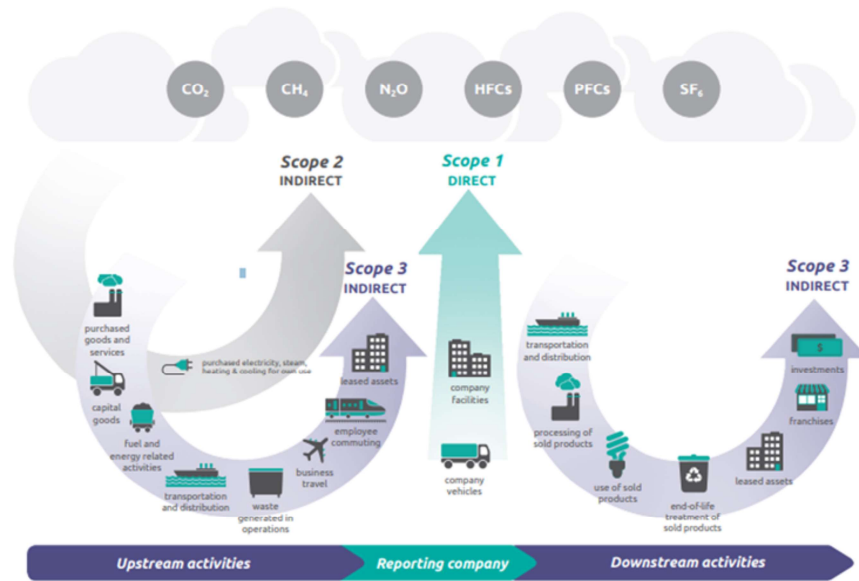 CO₂
CH₄
N₂O
HFCs
PFCs
SF₆
Scope 2
INDIRECT
Scope 1
DIRECT
Scope 3
INDIRECT
Scope 3
INDIRECT
purchased
goods and
services
capital
goods
fuel and
energy related
activities
transportation
and distribution
waste
generated in
operations
business
travel
employee
commuting
leased assets
purchased electricity, steam,
heating & cooling for own use
company
facilities
company
vehicles
transportation
and distribution
processing of
sold products
use of sold
products
end-of-life
treatment of
sold products
leased assets
franchises
$
investments
Upstream activities
Reporting company
Downstream activities